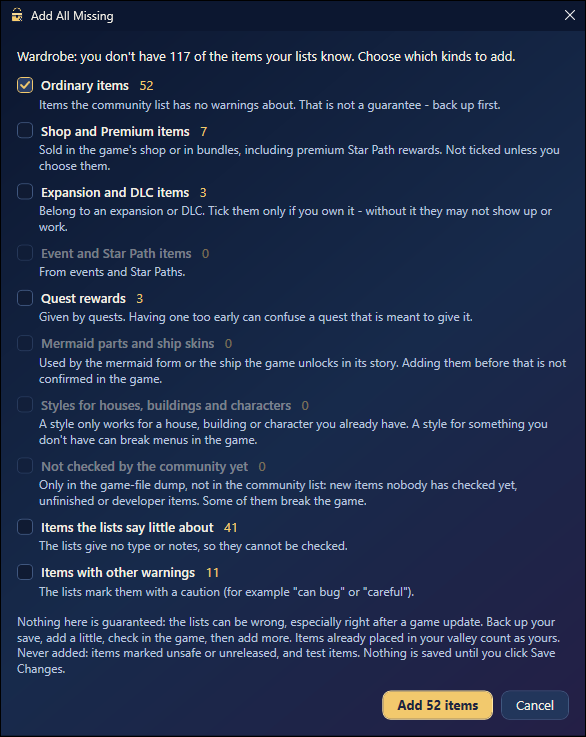 Add All Missing
Wardrobe: you don't have 117 of the items your lists know. Choose which kinds to add.
Ordinary items 52
Items the community list has no warnings about. That is not a guarantee - back up first.
Shop and Premium items 7
Sold in the game's shop or in bundles, including premium Star Path rewards. Not ticked unless you
choose them.
Expansion and DLC items 3
Belong to an expansion or DLC. Tick them only if you own it - without it they may not show up or
work.
Event and Star Path items 0
From events and Star Paths.
Quest rewards 3
Given by quests. Having one too early can confuse a quest that is meant to give it.
Mermaid parts and ship skins 0
Used by the mermaid form or the ship the game unlocks in its story. Adding them before that is not
confirmed in the game.
Styles for houses, buildings and characters 0
A style only works for a house, building or character you already have. A style for something you
don't have can break menus in the game.
Not checked by the community yet 0
Only in the game-file dump, not in the community list: new items nobody has checked yet,
unfinished or developer items. Some of them break the game.
Items the lists say little about 41
The lists give no type or notes, so they cannot be checked.
Items with other warnings 11
The lists mark them with a caution (for example "can bug" or "careful").
Nothing here is guaranteed: the lists can be wrong, especially right after a game update. Back up your
save, add a little, check in the game, then add more. Items already placed in your valley count as yours.
Never added: items marked unsafe or unreleased, and test items. Nothing is saved until you click Save
Changes.
Add 52 items
Cancel